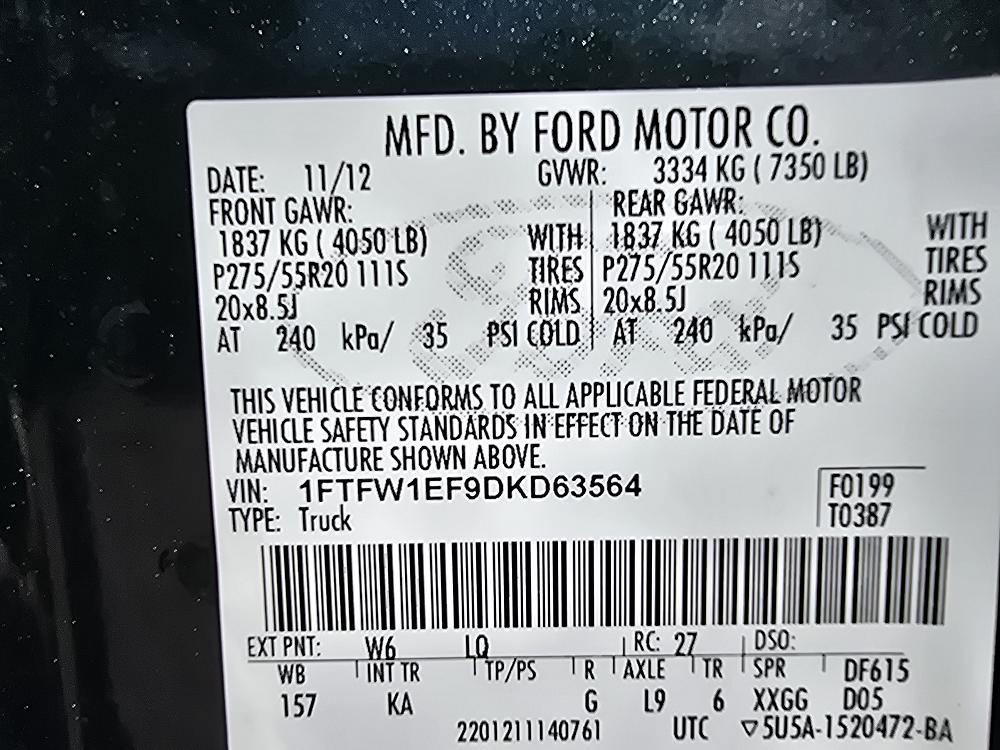 MFD. BY FORD MOTOR CO.
DATE: 11/12 GVWR: 3334 KG ( 7350 LB)
FRONT GAWR: REAR GAWR:
1837 KG ( 4050 LB) WITH 1837 KG ( 4050 LB) WITH
P275/55R20 111S TIRES P275/55R20 111S TIRES
20x8.5J RIMS 20x8.5J RIMS
AT 240 kPa/ 35 PSI COLD AT 240 kPa/ 35 PSI COLD
THIS VEHICLE CONFORMS TO ALL APPLICABLE FEDERAL MOTOR
VEHICLE SAFETY STANDARDS IN EFFECT ON THE DATE OF
MANUFACTURE SHOWN ABOVE.
VIN: 1FTFW1EF9DKD63564 F0199
TYPE: Truck T0387
EXT PNT: W6 LQ RC: 27 DSO:
WB INT TR TP/PS R AXLE TR SPR DF615
157 KA G L9 6 XXGG D05
2201211140761 UTC ▽5U5A-1520472-BA